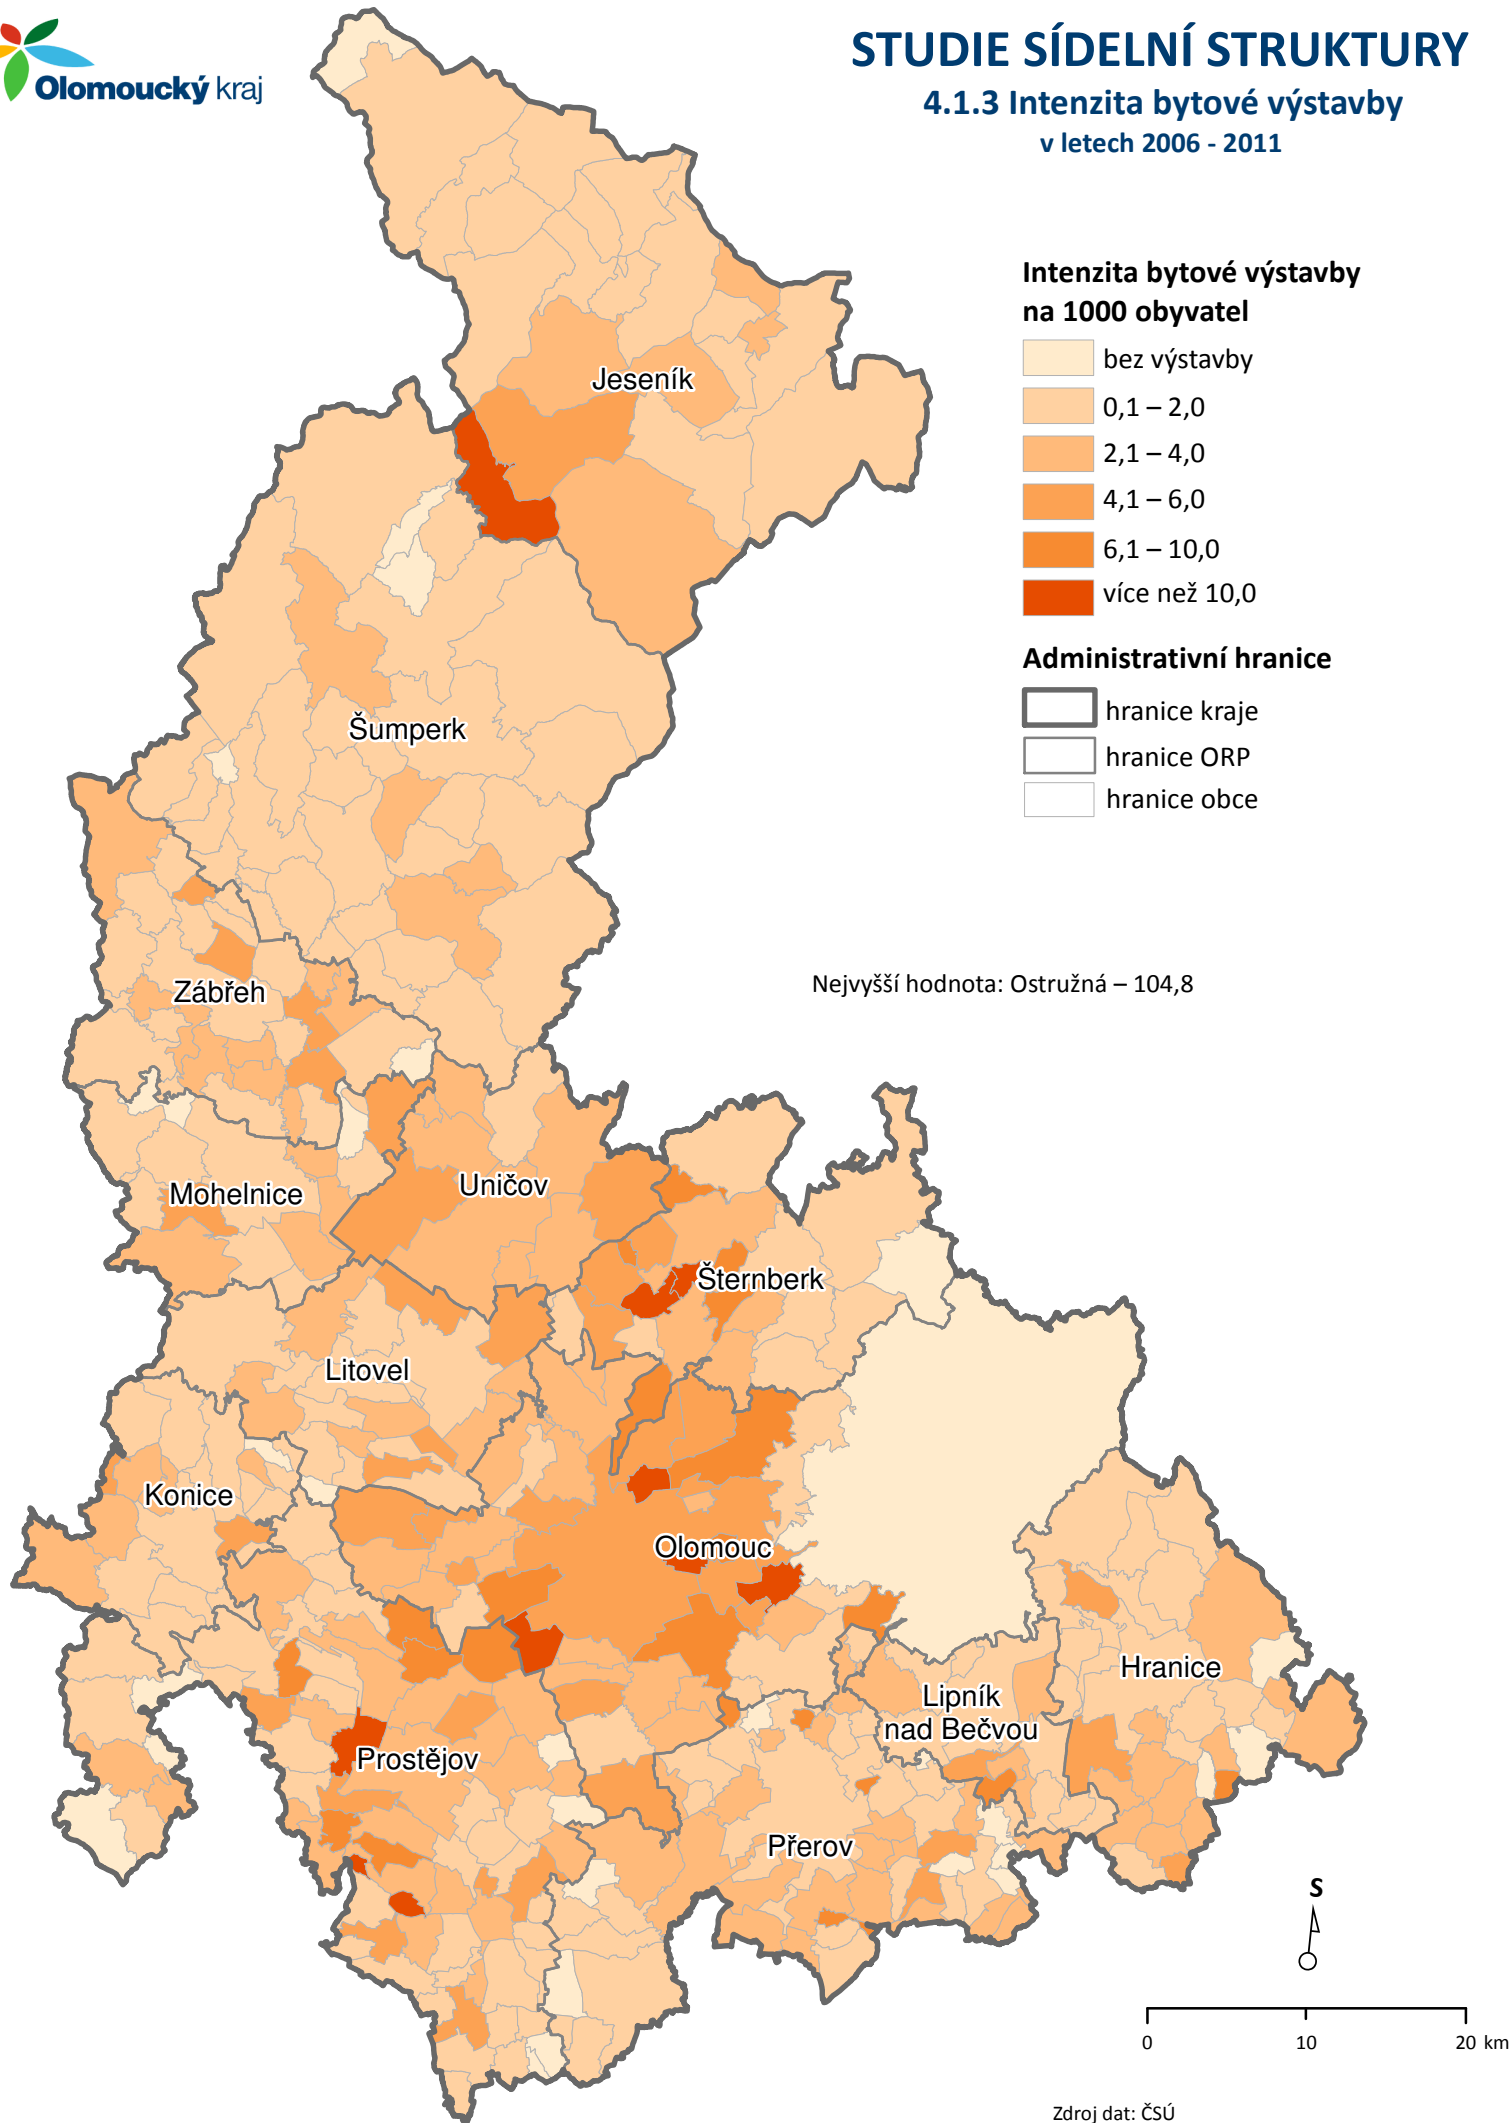 Olomoucký kraj
STUDIE SÍDELNÍ STRUKTURY
4.1.3 Intenzita bytové výstavby
v letech 2006 - 2011
Intenzita bytové výstavby
na 1000 obyvatel
bez výstavby
0,1 – 2,0
2,1 – 4,0
4,1 – 6,0
6,1 – 10,0
více než 10,0
Administrativní hranice
hranice kraje
hranice ORP
hranice obce
Jeseník
Šumperk
Nejvyšší hodnota: Ostružná – 104,8
Zábřeh
Mohelnice
Uničov
Šternberk
Litovel
Konice
Olomouc
Hranice
Lipník
nad Bečvou
Prostějov
Přerov
S
0 10 20 km
Zdroj dat: ČSÚ